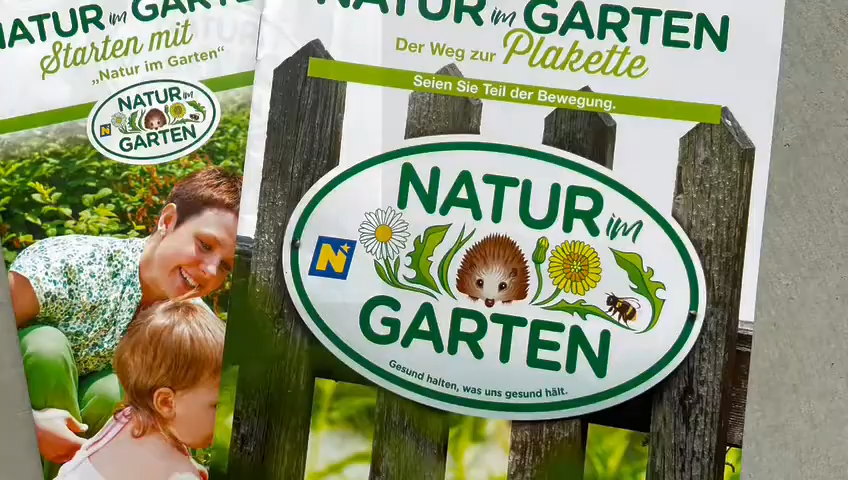 NATUR im GARTEN
Starten mit
„Natur im Garten“
NATUR im
N
GARTEN
NATUR im GARTEN
Der Weg zur Plakette
Seien Sie Teil der Bewegung.
NATUR im
N
GARTEN
Gesund halten, was uns gesund hält.